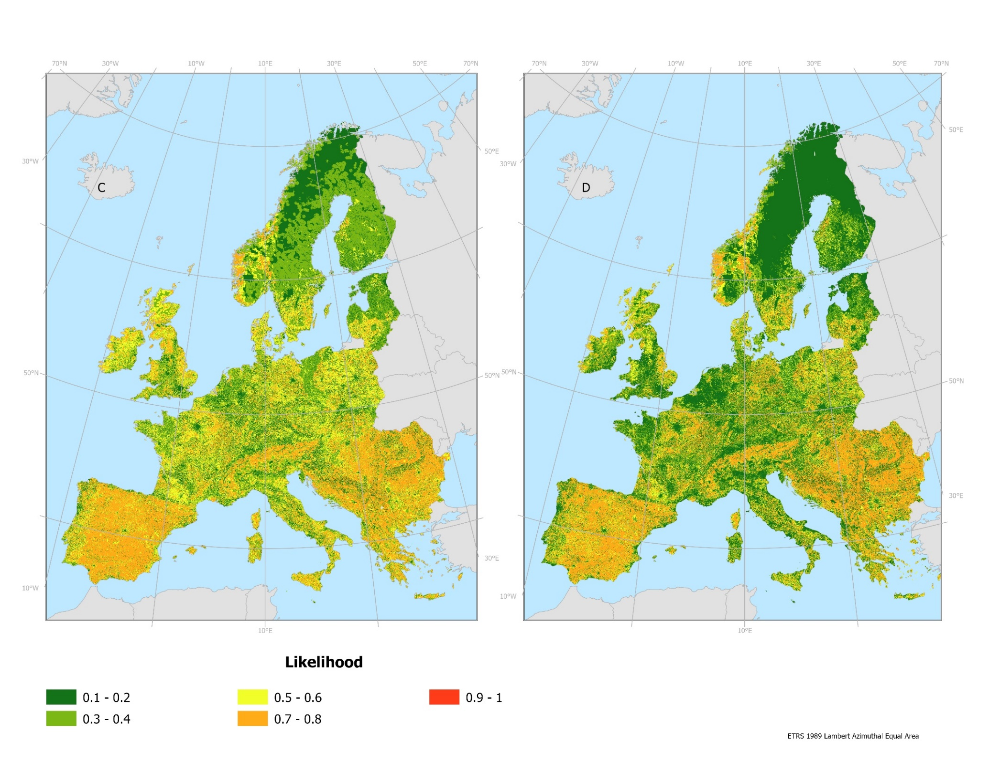 70°N 30°W 10°W 10°E 30°E 50°E 70°N 70°N 30°W 10°W 10°E 30°E 50°E 70°N
50°E
50°E
30°W 30°W
C D
50°N 50°N 50°N 50°N
30°E
30°E
10°W 10°W
10°E 10°E
Likelihood
0.1 - 0.2 0.5 - 0.6 0.9 - 1
0.3 - 0.4 0.7 - 0.8
ETRS 1989 Lambert Azimuthal Equal Area